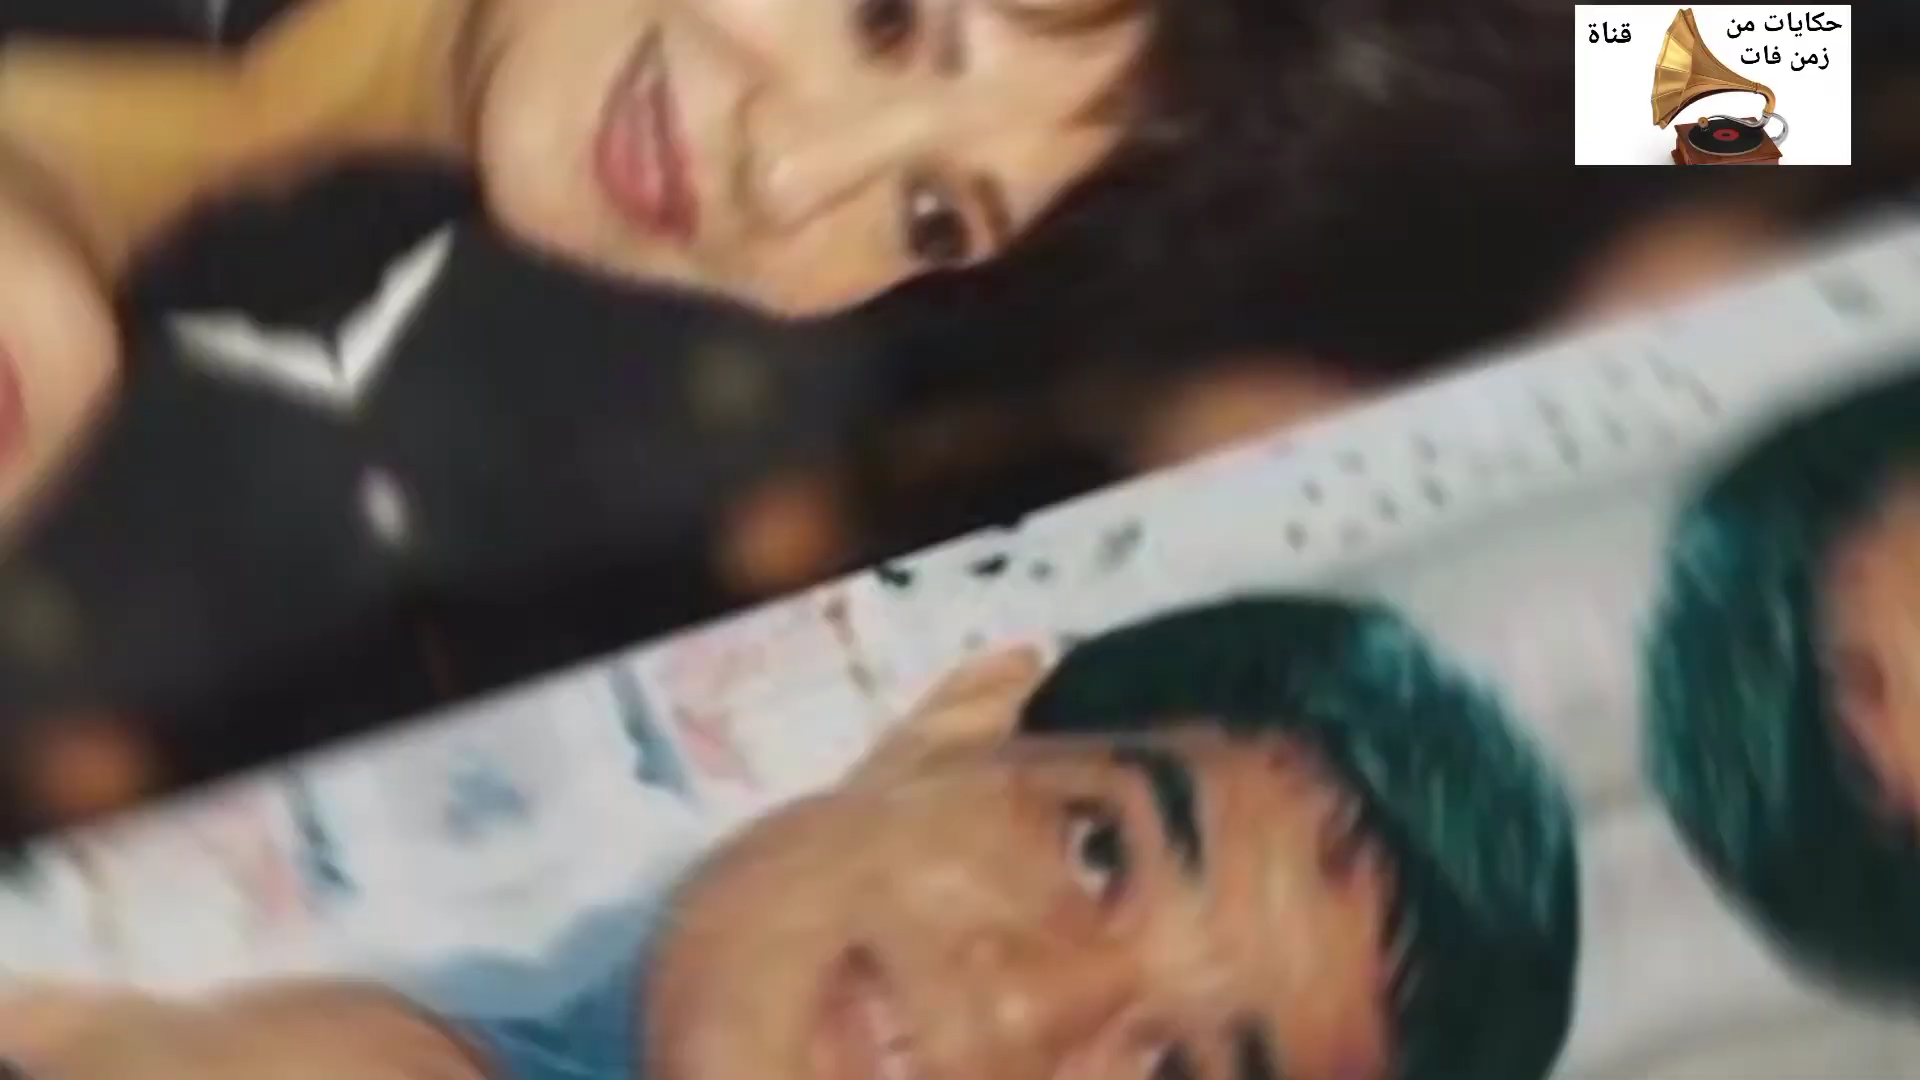 قناة
حكايات من
زمن فات